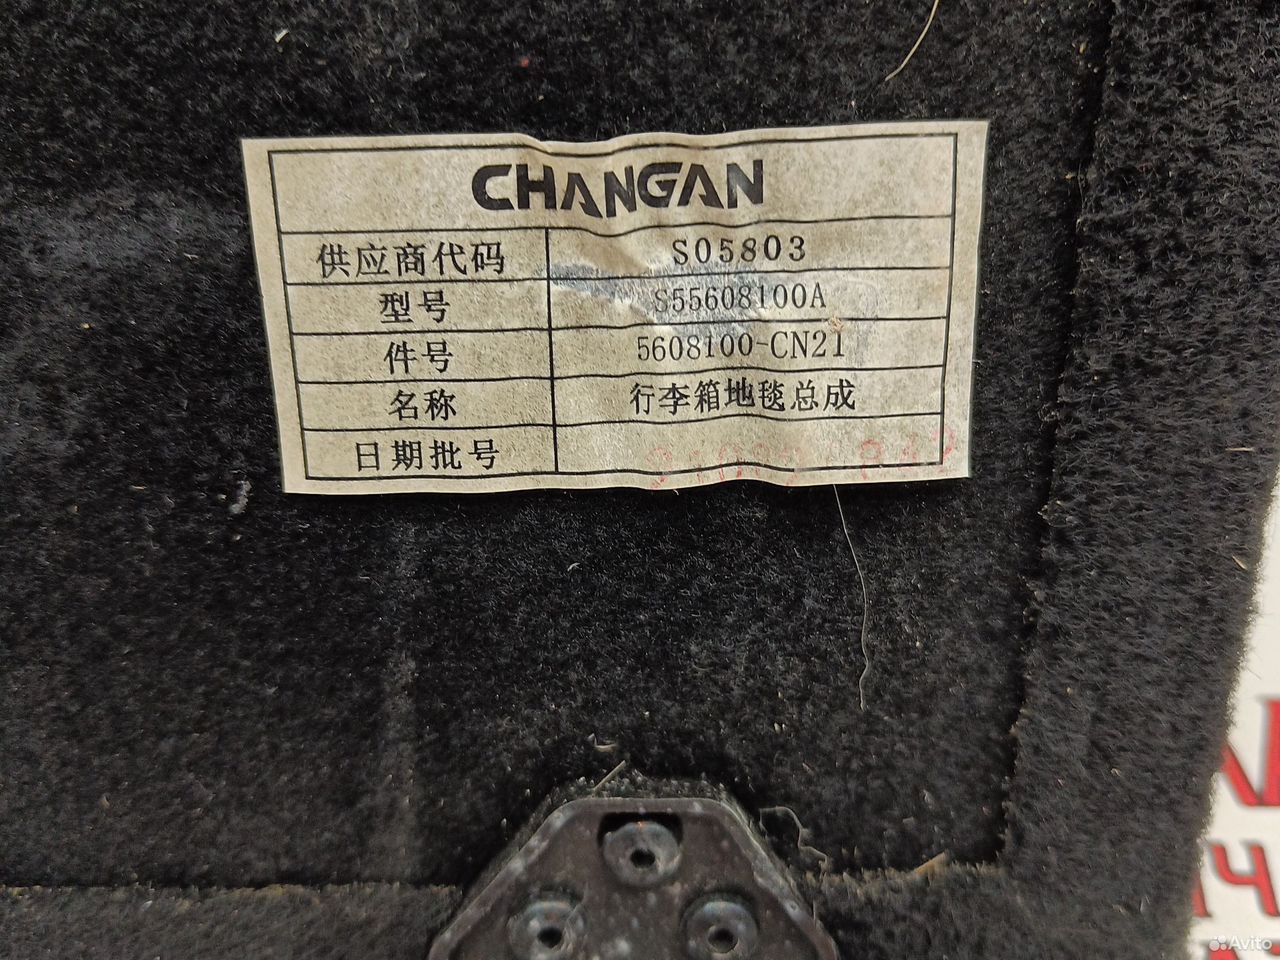 CHANGAN
供应商代码 S05803
型号 S55608100A
件号 5608100-CN21
名称 行李箱地毯总成
日期批号
Avito